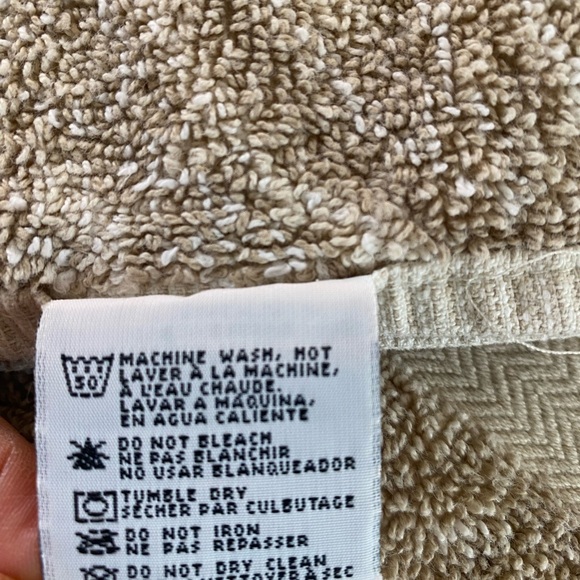 50
MACHINE WASH, HOT
LAVER À LA MACHINE,
À L'EAU CHAUDE.
LAVAR A MÁQUINA,
EN AGUA CALIENTE
DO NOT BLEACH
NE PAS BLANCHIR
NO USAR BLANQUEADOR
TUMBLE DRY
SÉCHER PAR CULBUTAGE
DO NOT IRON
NE PAS REPASSER
DO NOT DRY CLEAN
NETTOYER À SEC